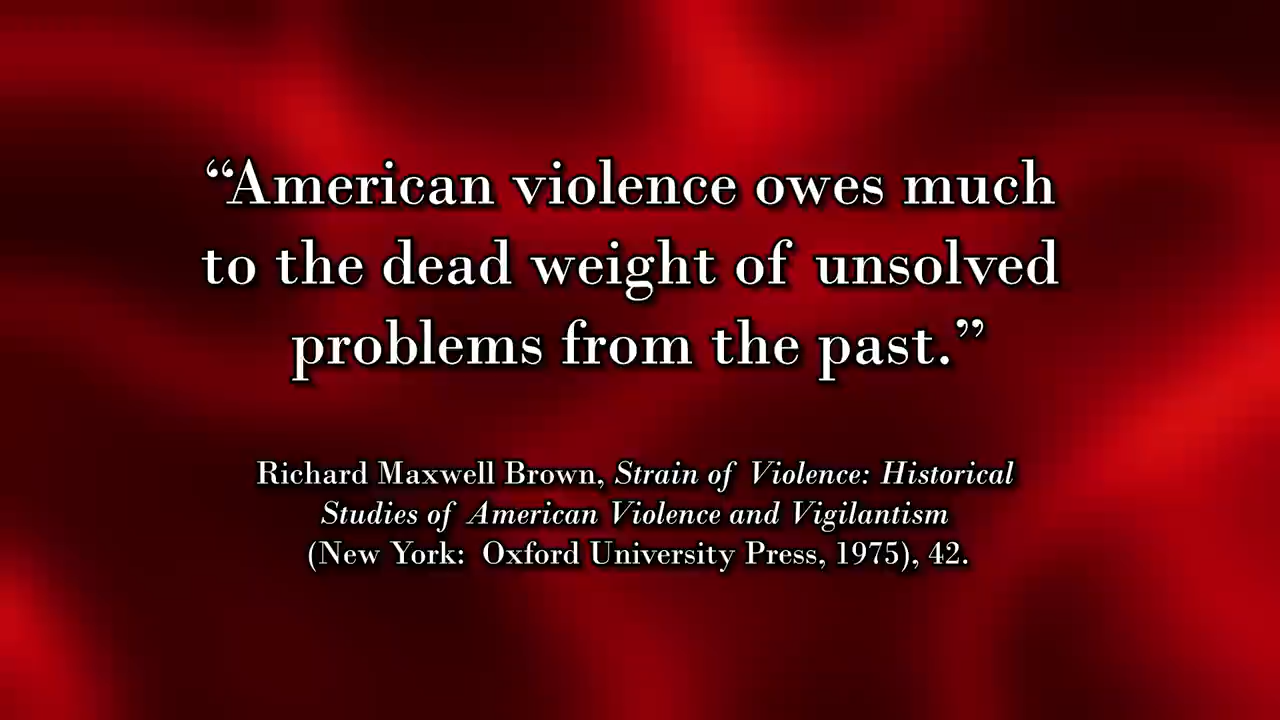 “American violence owes much
to the dead weight of unsolved
problems from the past.”
Richard Maxwell Brown, Strain of Violence: Historical
Studies of American Violence and Vigilantism
(New York:  Oxford University Press, 1975), 42.